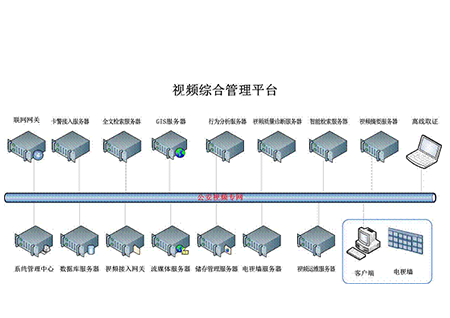 视频综合管理平台
联网网关 卡警接入服务器 全文检索服务器 GIS服务器 行为分析服务器 视频质量诊断服务器 智能检索服务器 视频摘要服务器 离线取证
公安视频专网
系统管理中心 数据库服务器 视频接入网关 流媒体服务器 储存管理服务器 电视墙服务器 视频运维服务器 客户端 电视墙